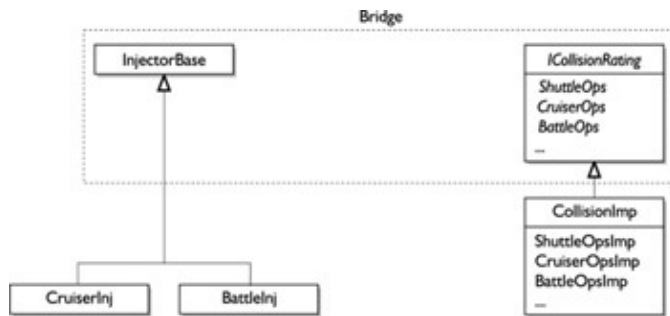 Bridge
InjectorBase
ICollisionRating
ShuttleOps
CruiserOps
BattleOps
...
CollisionImp
ShuttleOpsImp
CruiserOpsImp
BattleOpsImp
...
CruiserInj
BattleInj